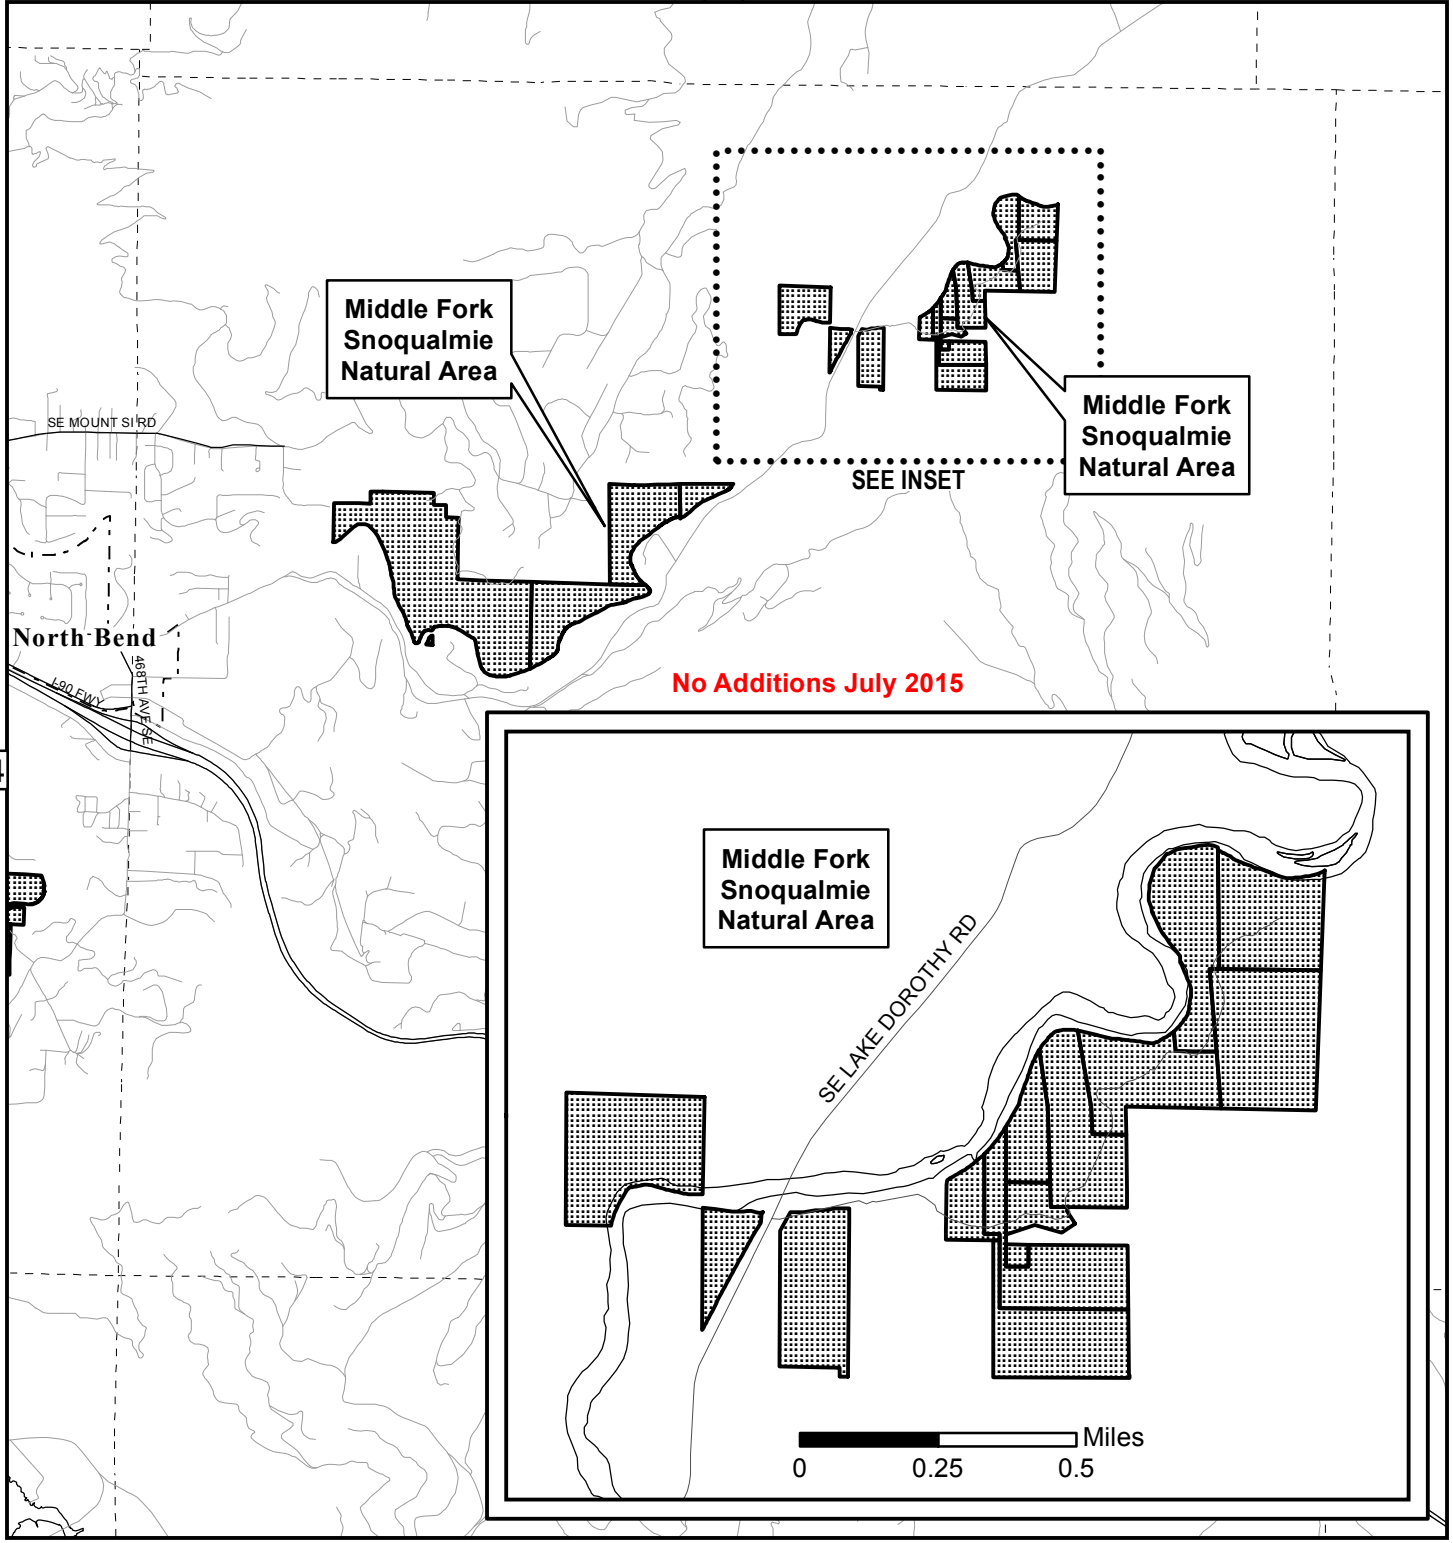 Middle Fork
Snoqualmie
Natural Area
Middle Fork
Snoqualmie
Natural Area
SE MOUNT SI RD
SEE INSET
North Bend
468TH AVE SE
I-90 FWY
No Additions July 2015
Middle Fork
Snoqualmie
Natural Area
SE LAKE DOROTHY RD
Miles
0 0.25 0.5